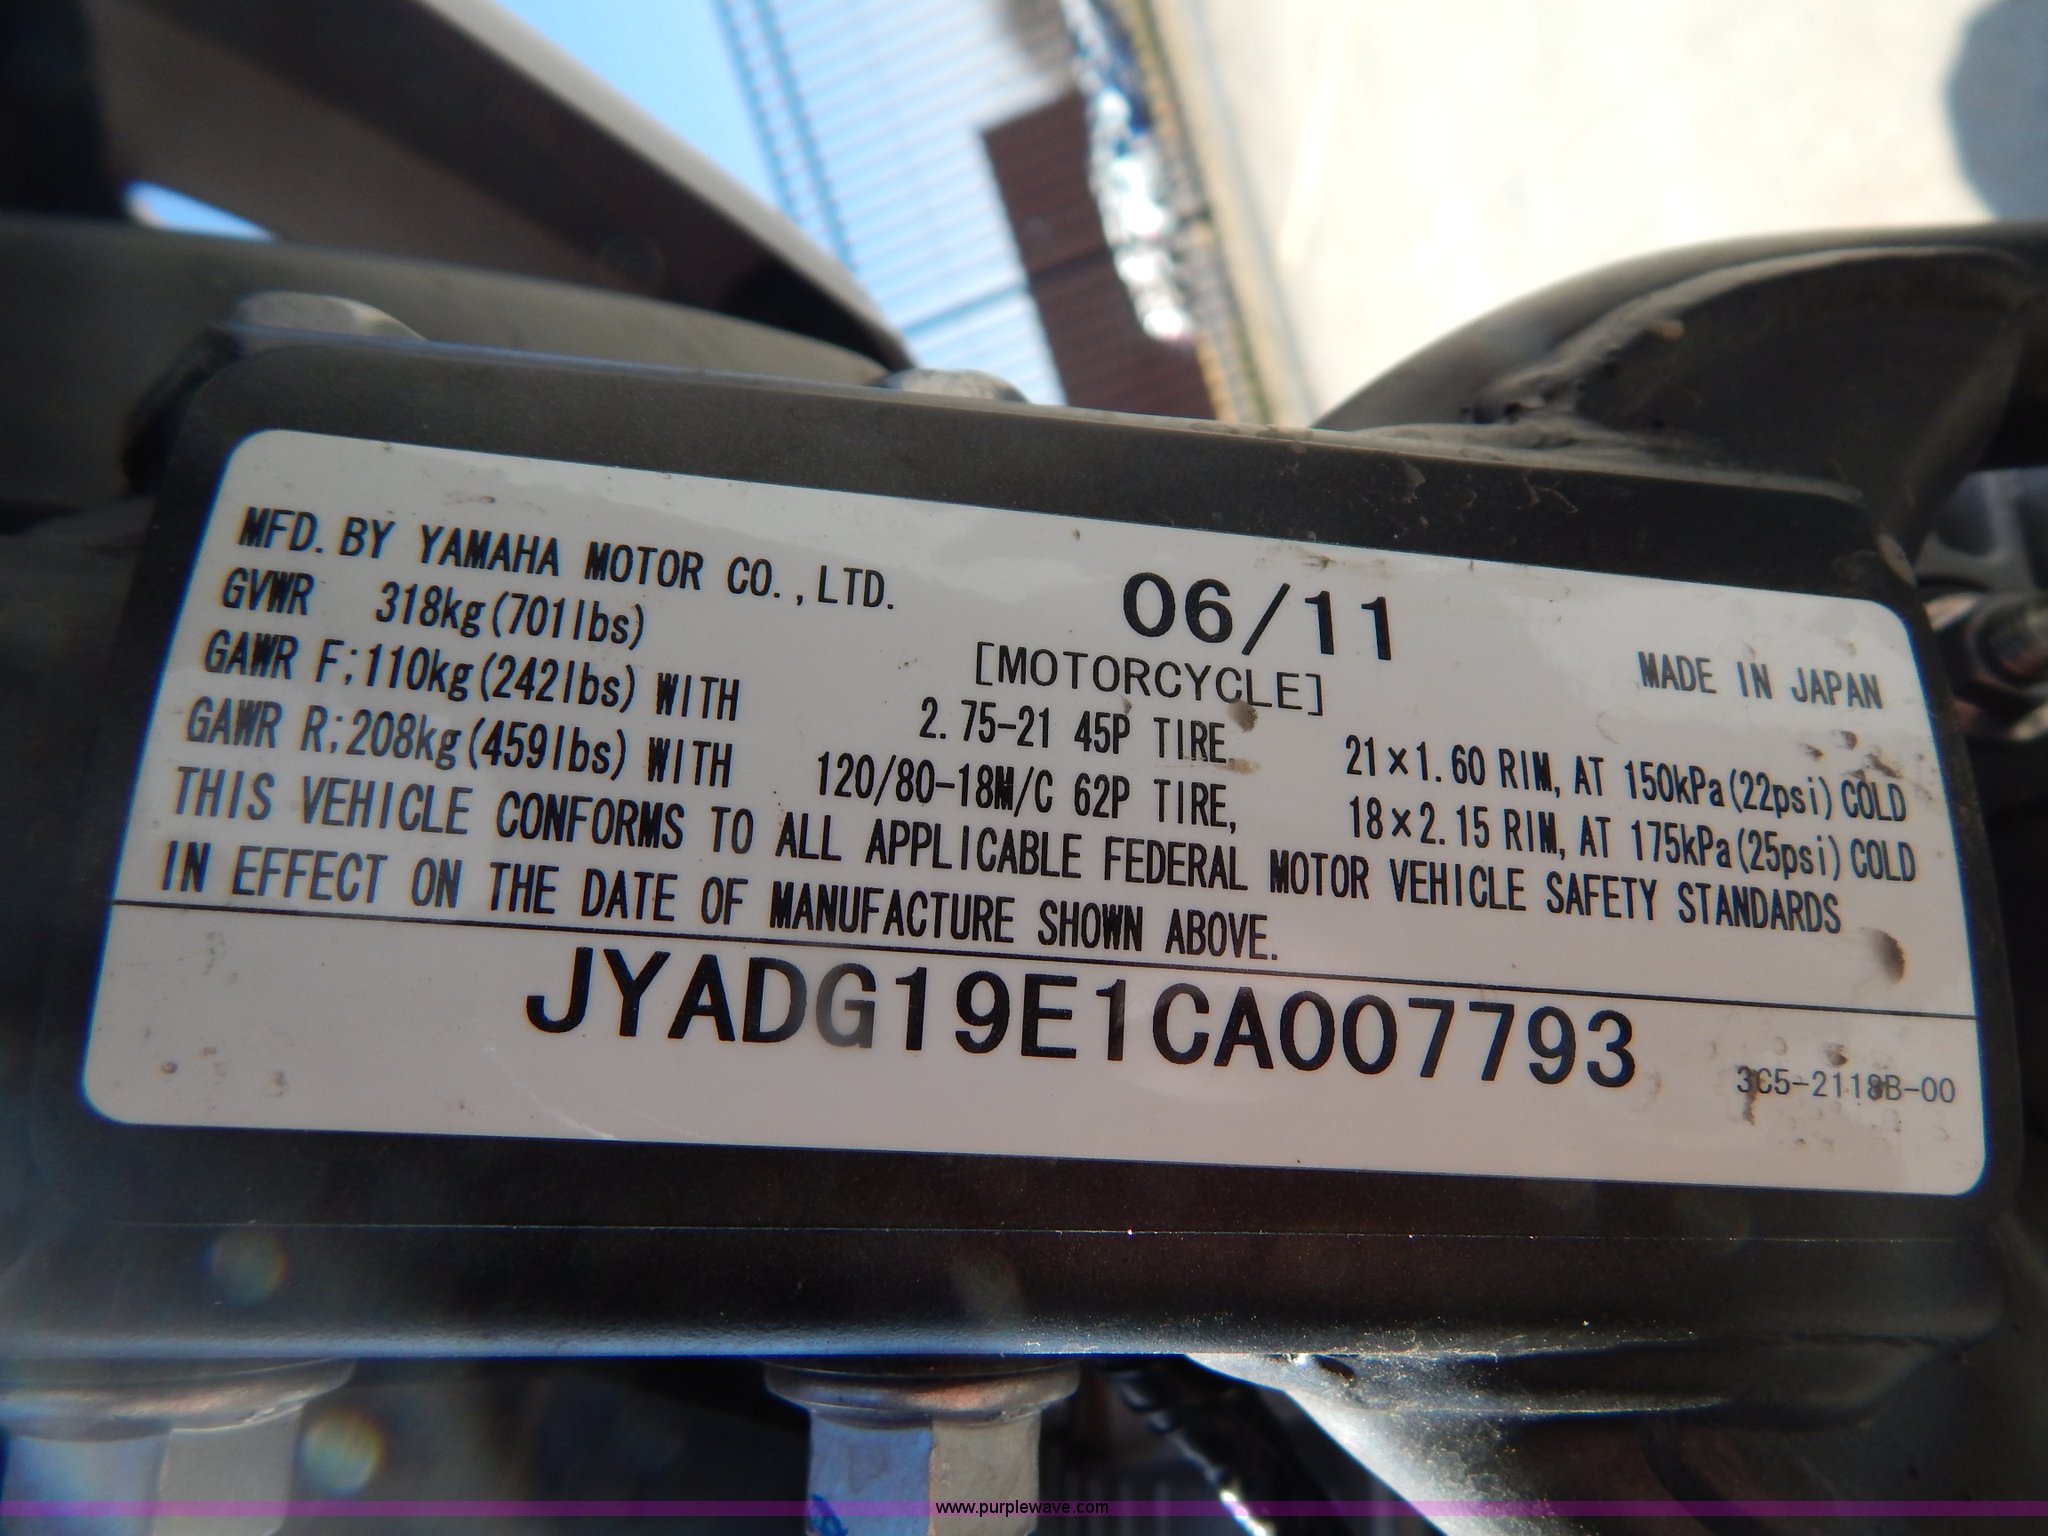 MFD. BY YAMAHA MOTOR CO., LTD. 06/11
GVWR 318kg(701lbs) [MOTORCYCLE] MADE IN JAPAN
GAWR F;110kg(242lbs) WITH 2.75-21 45P TIRE, 21×1.60 RIM, AT 150kPa(22psi) COLD
GAWR R;208kg(459lbs) WITH 120/80-18M/C 62P TIRE, 18×2.15 RIM, AT 175kPa(25psi) COLD
THIS VEHICLE CONFORMS TO ALL APPLICABLE FEDERAL MOTOR VEHICLE SAFETY STANDARDS
IN EFFECT ON THE DATE OF MANUFACTURE SHOWN ABOVE.
JYADG19E1CA007793
3C5-2118B-00
www.purplewave.com